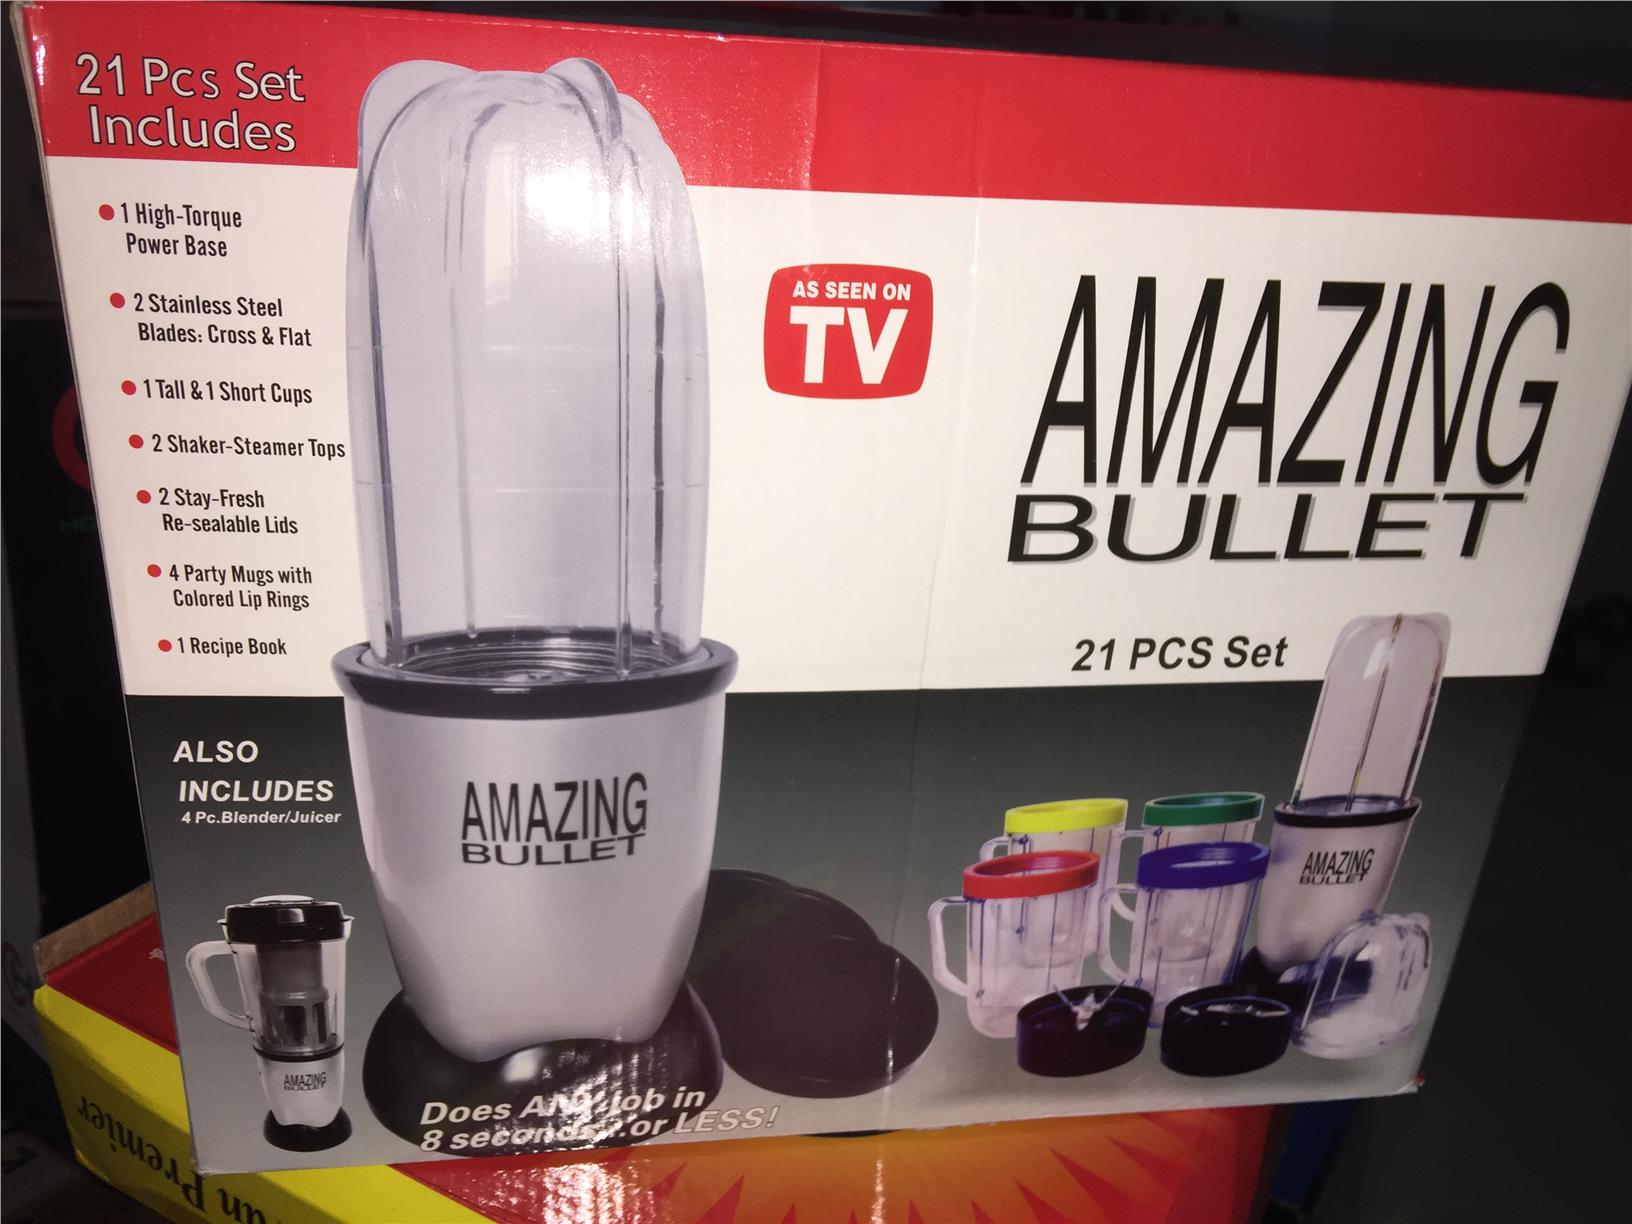 21 Pcs Set
Includes
1 High-Torque
Power Base
2 Stainless Steel
Blades: Cross & Flat
1 Tall & 1 Short Cups
2 Shaker-Steamer Tops
2 Stay-Fresh
Re-sealable Lids
4 Party Mugs with
Colored Lip Rings
1 Recipe Book
ALSO
INCLUDES
4 Pc.Blender/Juicer
AMAZING
BULLET
AMAZING
BULLET
Does ANY job in
8 seconds...or LESS!
AS SEEN ON
TV
AMAZING
BULLET
21 PCS Set
AMAZING
BULLET
Premier